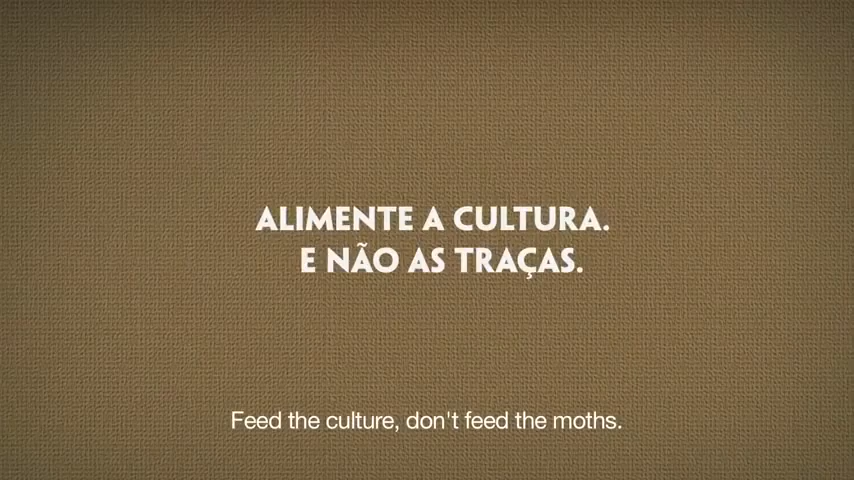 ALIMENTE A CULTURA.
E NÃO AS TRAÇAS.
Feed the culture, don't feed the moths.